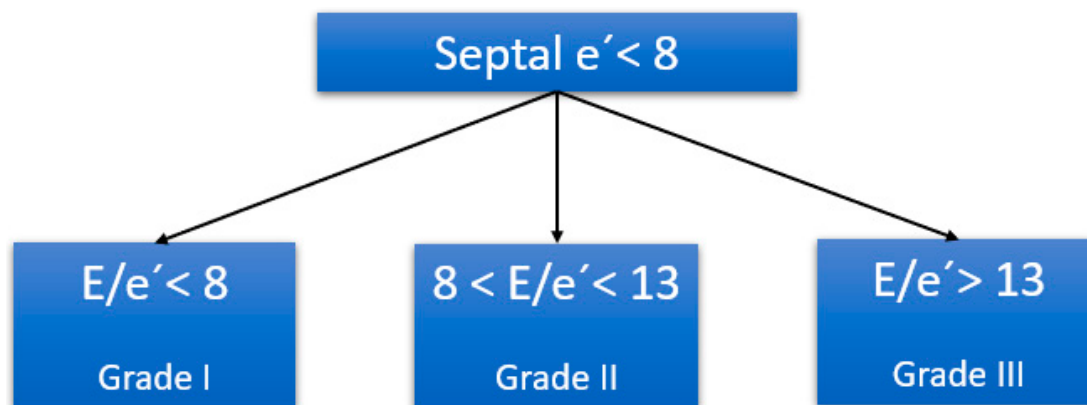 Septal e´< 8
E/e´< 8
Grade I
8 < E/e´< 13
Grade II
E/e´> 13
Grade III